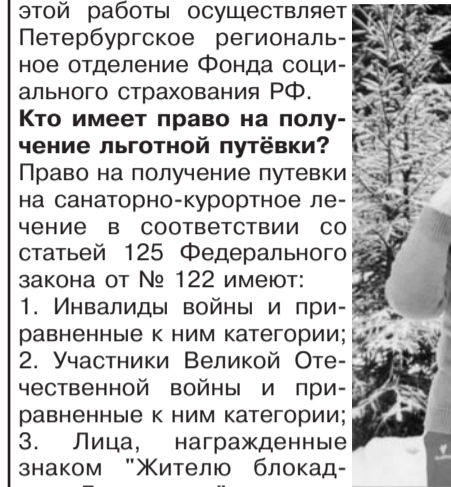 этой работы осуществляет
Петербургское региональ-
ное отделение Фонда соци-
ального страхования РФ.
Кто имеет право на полу-
чение льготной путёвки?
Право на получение путевки
на санаторно-курортное ле-
чение в соответствии со
статьей 125 Федерального
закона от № 122 имеют:
1. Инвалиды войны и при-
равненные к ним категории;
2. Участники Великой Оте-
чественной войны и при-
равненные к ним категории;
3. Лица, награжденные
знаком "Жителю блокад-